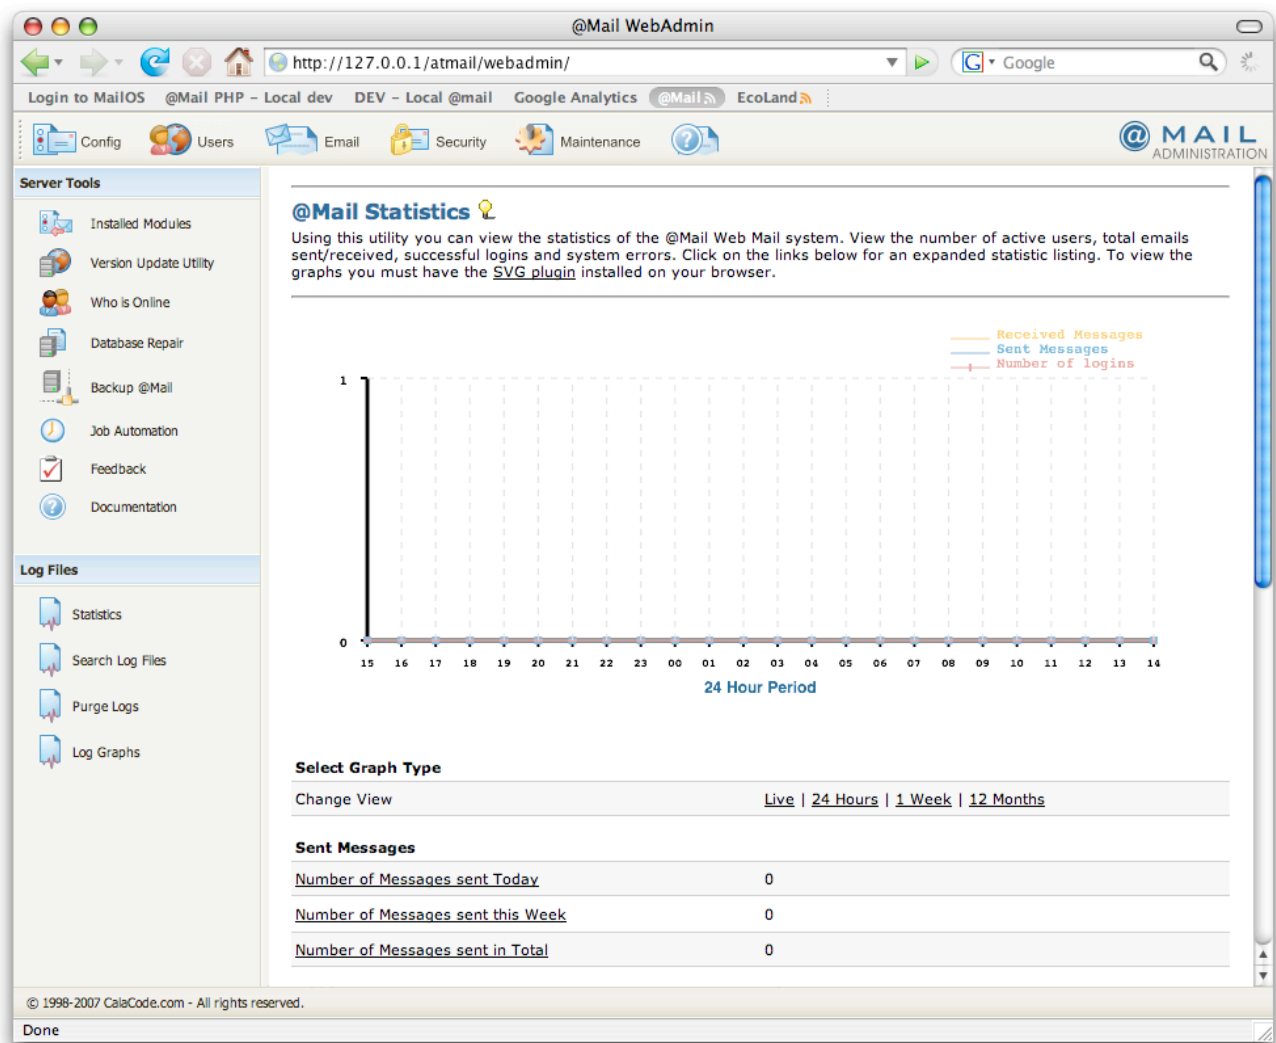 @Mail WebAdmin
http://127.0.0.1/atmail/webadmin/
G Google
Login to MailOS @Mail PHP - Local dev DEV - Local @mail Google Analytics @Mail EcoLand
Config Users Email Security Maintenance ?
@ MAIL
ADMINISTRATION
Server Tools
Installed Modules
Version Update Utility
Who is Online
Database Repair
Backup @Mail
Job Automation
Feedback
? Documentation
Log Files
Statistics
Search Log Files
Purge Logs
Log Graphs
@Mail Statistics
Using this utility you can view the statistics of the @Mail Web Mail system. View the number of active users, total emails
sent/received, successful logins and system errors. Click on the links below for an expanded statistic listing. To view the
graphs you must have the SVG plugin installed on your browser.
Received Messages
Sent Messages
Number of logins
1
0
15 16 17 18 19 20 21 22 23 00 01 02 03 04 05 06 07 08 09 10 11 12 13 14
24 Hour Period
Select Graph Type
Change View Live | 24 Hours | 1 Week | 12 Months
Sent Messages
Number of Messages sent Today 0
Number of Messages sent this Week 0
Number of Messages sent in Total 0
© 1998-2007 CalaCode.com - All rights reserved.
Done